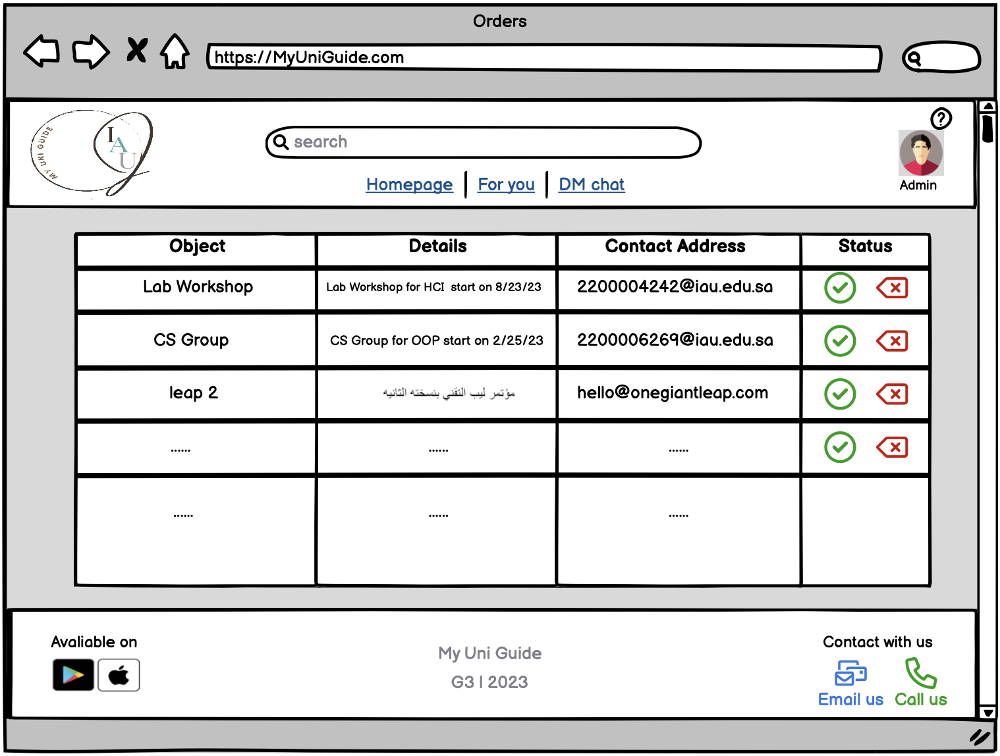 Orders
https://MyUniGuide.com
MY UNI GUIDE
IAU
search
?
Homepage | For you | DM chat
Admin
Object Details Contact Address Status
Lab Workshop Lab Workshop for HCI start on 8/23/23 2200004242@iau.edu.sa
CS Group CS Group for OOP start on 2/25/23 2200006269@iau.edu.sa
leap 2 مؤتمر ليب التقني بنسخته الثانيه hello@onegiantleap.com
...... ...... ......
...... ...... ......
Avaliable on
My Uni Guide
G3 | 2023
Contact with us
Email us Call us